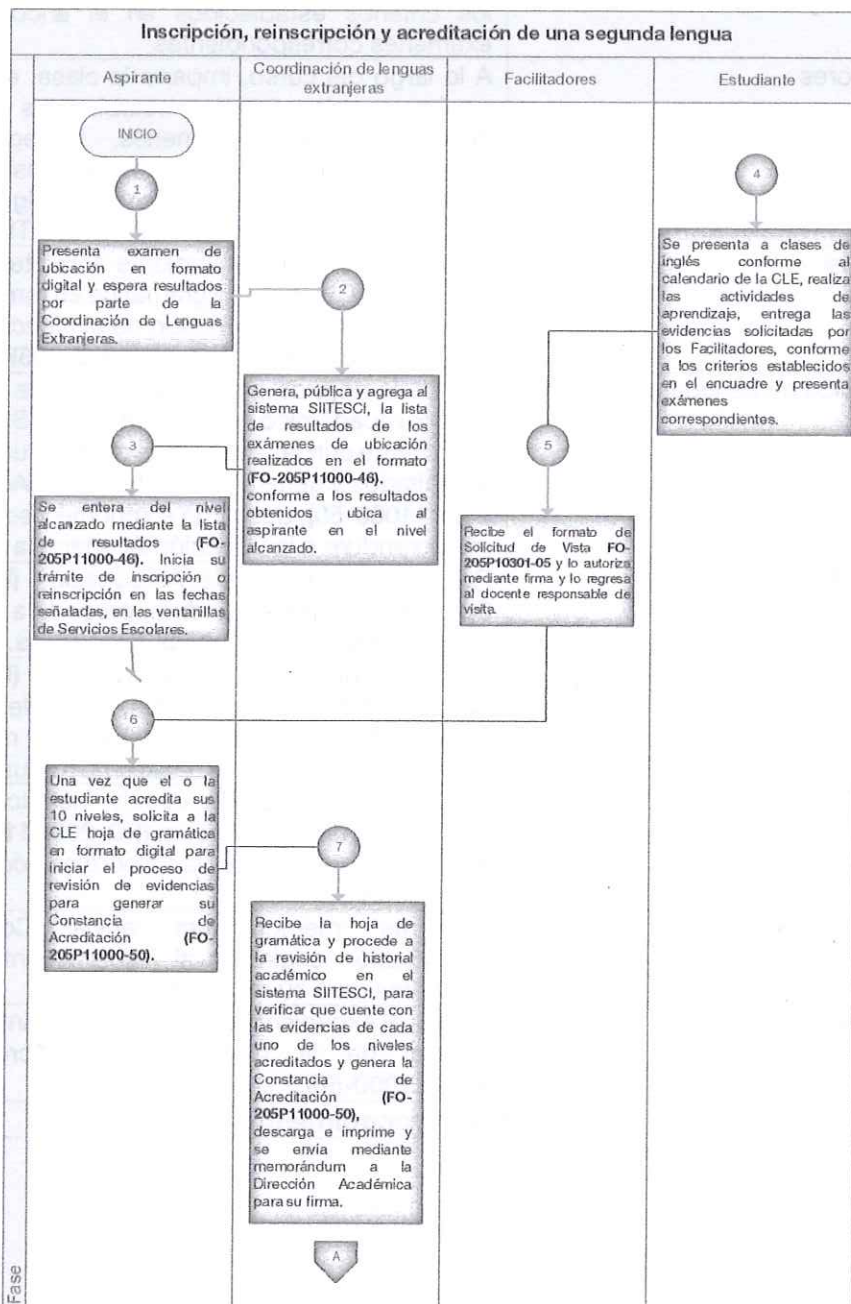 Inscripción, reinscripción y acreditación de una segunda lengua
Aspirante
Coordinación de lenguas
extranjeras
Facilitadores
Estudiante
INICIO
1
Presenta examen de
ubicación en formato
digital y espera resultados
por parte de la
Coordinación de Lenguas
Extranjeras.
2
Genera, pública y agrega al
sistema SIITESCI, la lista
de resultados de los
exámenes de ubicación
realizados en el formato
(FO-205P11000-46).
conforme a los resultados
obtenidos ubica al
aspirante en el nivel
alcanzado.
3
Se entera del nivel
alcanzado mediante la lista
de resultados (FO-
205P11000-46). Inicia su
trámite de inscripción o
reinscripción en las fechas
señaladas, en las ventanillas
de Servicios Escolares.
4
Se presenta a clases de
inglés conforme al
calendario de la CLE, realiza
las actividades de
aprendizaje, entrega las
evidencias solicitadas por
los Facilitadores, conforme
a los criterios establecidos
en el encuadre y presenta
exámenes
correspondientes.
5
Recibe el formato de
Solicitud de Vista FO-
205P10301-05 y lo autoriza
mediante firma y lo regresa
al docente responsable de
visita.
6
Una vez que el o la
estudiante acredita sus
10 niveles, solicita a la
CLE hoja de gramática
en formato digital para
iniciar el proceso de
revisión de evidencias
para generar su
Constancia de
Acreditación (FO-
205P11000-50).
7
Recibe la hoja de
gramática y procede a
la revisión de historial
académico en el
sistema SIITESCI, para
verificar que cuente con
las evidencias de cada
uno de los niveles
acreditados y genera la
Constancia de
Acreditación (FO-
205P11000-50),
descarga e imprime y
se envía mediante
memorándum a la
Dirección Académica
para su firma.
A
Fase